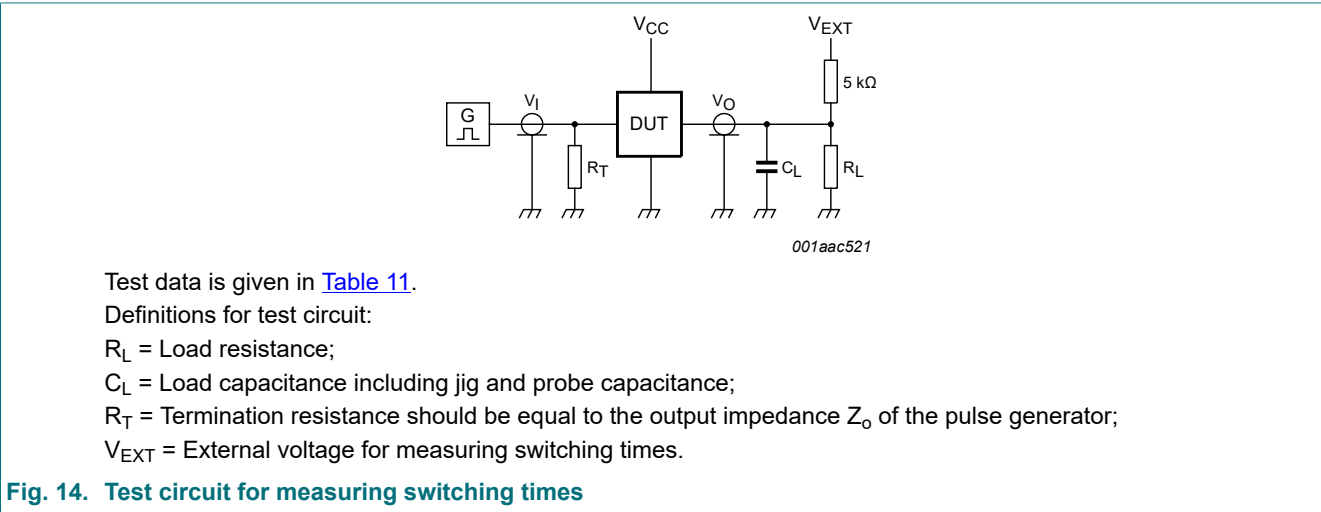 VCC VEXT
5 kΩ
G VI DUT VO
RT CL RL
001aac521
Test data is given in Table 11.
Definitions for test circuit:
RL = Load resistance;
CL = Load capacitance including jig and probe capacitance;
RT = Termination resistance should be equal to the output impedance Zo of the pulse generator;
VEXT = External voltage for measuring switching times.
Fig. 14. Test circuit for measuring switching times